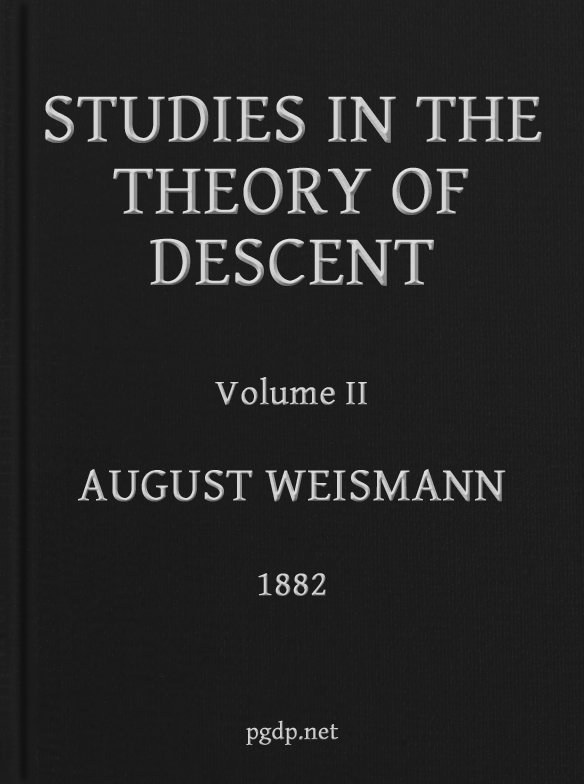 STUDIES IN THE
THEORY OF
DESCENT
Volume II
AUGUST WEISMANN
1882
pgdp.net